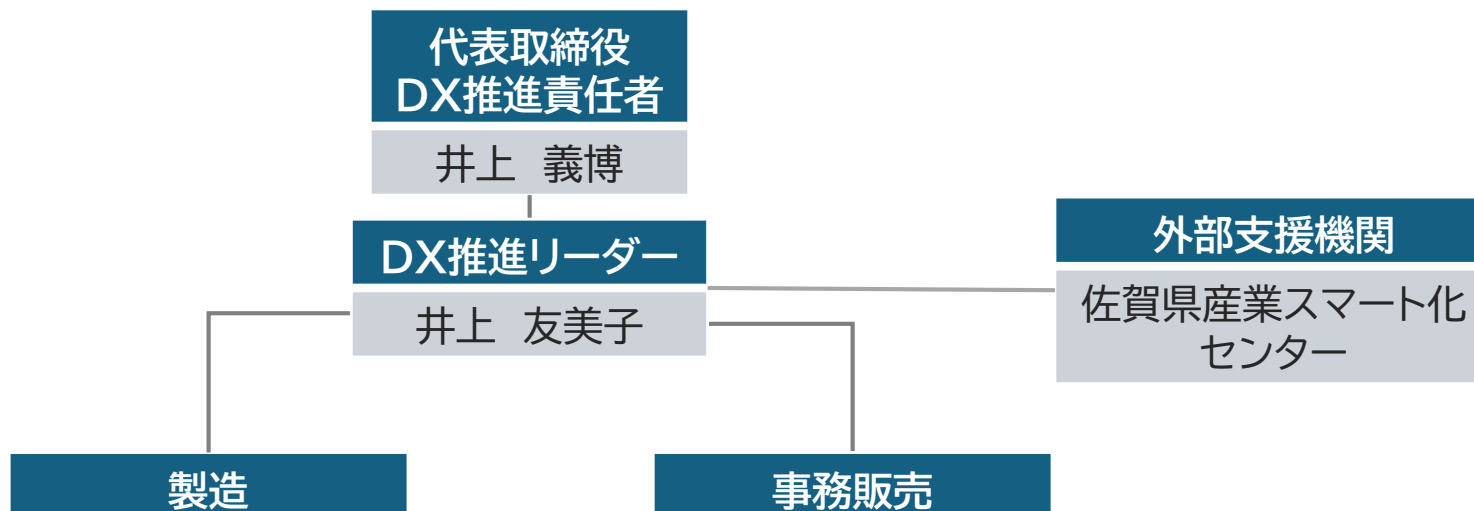 代表取締役
DX推進責任者
井上　義博
DX推進リーダー
井上　友美子
外部支援機関
佐賀県産業スマート化
センター
製造
事務販売